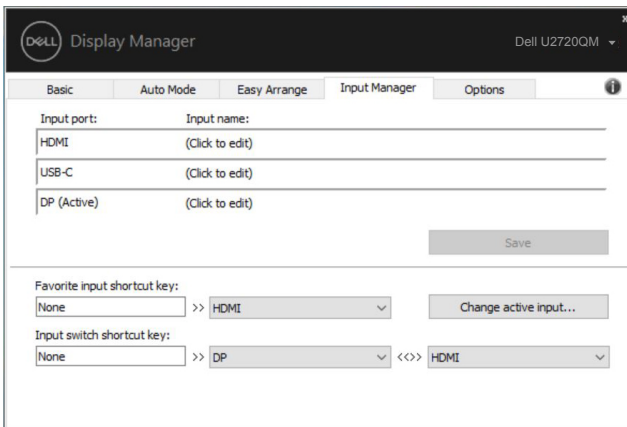 DELL Display Manager Dell U2720QM
Basic Auto Mode Easy Arrange Input Manager Options
Input port: Input name:
HDMI (Click to edit)
USB-C (Click to edit)
DP (Active) (Click to edit)
Save
Favorite input shortcut key:
None >> HDMI Change active input...
Input switch shortcut key:
None >> DP <<>> HDMI